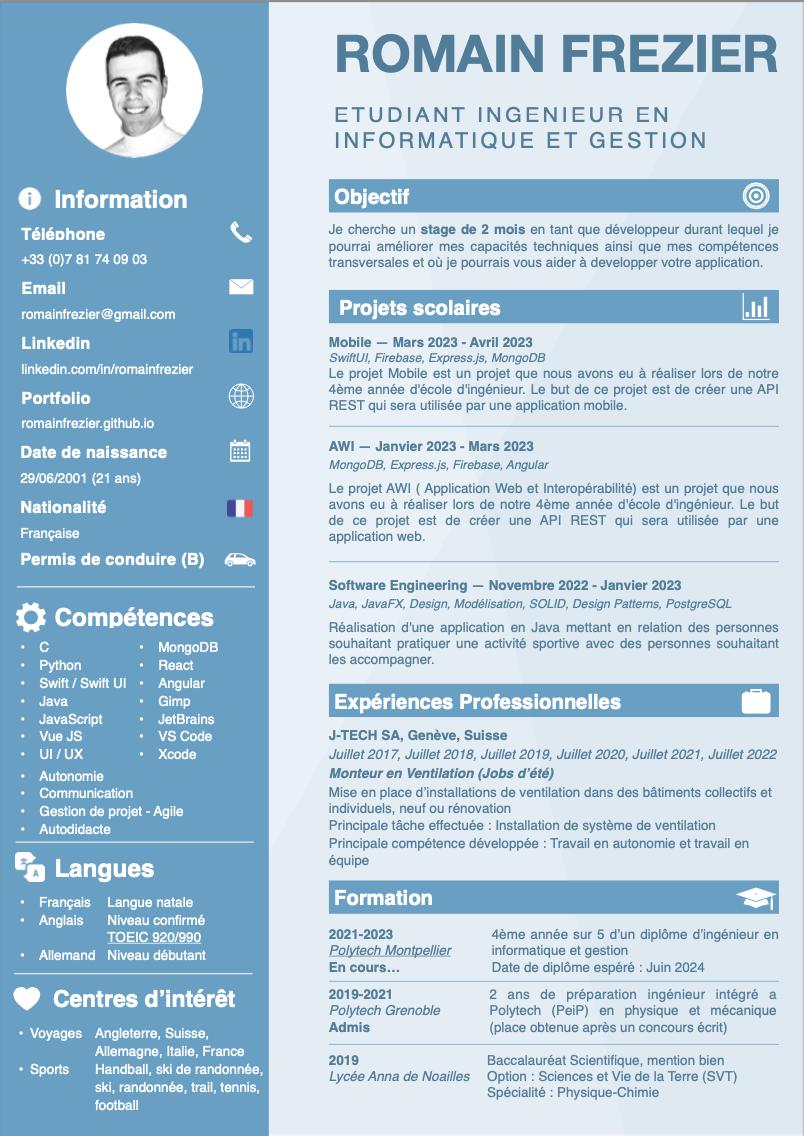 ROMAIN FREZIER
ETUDIANT INGENIEUR EN
INFORMATIQUE ET GESTION
Information
Téléphone
+33 (0)7 81 74 09 03
Email
romainfrezier@gmail.com
Linkedin
linkedin.com/in/romainfrezier
Portfolio
romainfrezier.github.io
Date de naissance
29/06/2001 (21 ans)
Nationalité
Française
Permis de conduire (B)
Compétences
• C
• Python
• Swift / Swift UI
• Java
• JavaScript
• Vue JS
• UI / UX
• MongoDB
• React
• Angular
• Gimp
• JetBrains
• VS Code
• Xcode
• Autonomie
• Communication
• Gestion de projet - Agile
• Autodidacte
Langues
• Français Langue natale
• Anglais Niveau confirmé
TOEIC 920/990
• Allemand Niveau débutant
Centres d'intérêt
• Voyages Angleterre, Suisse,
Allemagne, Italie, France
• Sports Handball, ski de randonnée,
ski, randonnée, trail, tennis,
football
Objectif
Je cherche un stage de 2 mois en tant que développeur durant lequel je
pourrai améliorer mes capacités techniques ainsi que mes compétences
transversales et où je pourrais vous aider à developper votre application.
Projets scolaires
Mobile — Mars 2023 - Avril 2023
SwiftUI, Firebase, Express.js, MongoDB
Le projet Mobile est un projet que nous avons eu à réaliser lors de notre
4ème année d'école d'ingénieur. Le but de ce projet est de créer une API
REST qui sera utilisée par une application mobile.
AWI — Janvier 2023 - Mars 2023
MongoDB, Express.js, Firebase, Angular
Le projet AWI ( Application Web et Interopérabilité) est un projet que nous
avons eu à réaliser lors de notre 4ème année d'école d'ingénieur. Le but
de ce projet est de créer une API REST qui sera utilisée par une
application web.
Software Engineering — Novembre 2022 - Janvier 2023
Java, JavaFX, Design, Modélisation, SOLID, Design Patterns, PostgreSQL
Réalisation d'une application en Java mettant en relation des personnes
souhaitant pratiquer une activité sportive avec des personnes souhaitant
les accompagner.
Expériences Professionnelles
J-TECH SA, Genève, Suisse
Juillet 2017, Juillet 2018, Juillet 2019, Juillet 2020, Juillet 2021, Juillet 2022
Monteur en Ventilation (Jobs d'été)
Mise en place d'installations de ventilation dans des bâtiments collectifs et
individuels, neuf ou rénovation
Principale tâche effectuée : Installation de système de ventilation
Principale compétence développée : Travail en autonomie et travail en
équipe
Formation
2021-2023 4ème année sur 5 d'un diplôme d'ingénieur en
Polytech Montpellier informatique et gestion
En cours… Date de diplôme espéré : Juin 2024
2019-2021 2 ans de préparation ingénieur intégré a
Polytech Grenoble Polytech (PeiP) en physique et mécanique
Admis (place obtenue après un concours écrit)
2019 Baccalauréat Scientifique, mention bien
Lycée Anna de Noailles Option : Sciences et Vie de la Terre (SVT)
Spécialité : Physique-Chimie